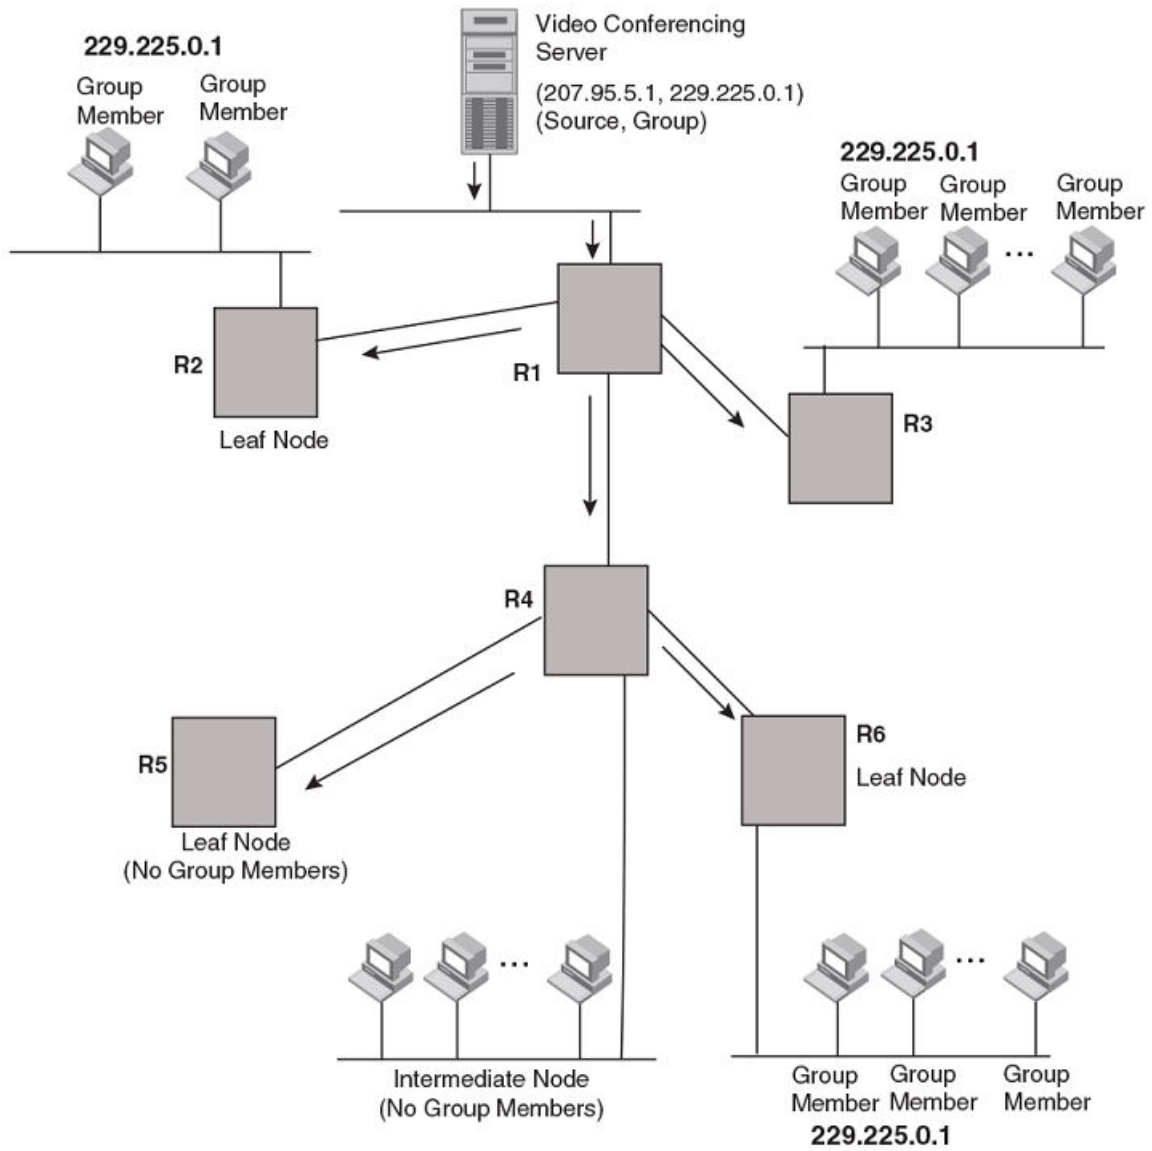 Video Conferencing
Server
(207.95.5.1, 229.225.0.1)
(Source, Group)
229.225.0.1
Group
Member
Group
Member
229.225.0.1
Group
Member
Group
Member
...
Group
Member
R2
Leaf Node
R1
R3
R4
R5
Leaf Node
(No Group Members)
R6
Leaf Node
...
Intermediate Node
(No Group Members)
...
Group
Member
Group
Member
Group
Member
229.225.0.1